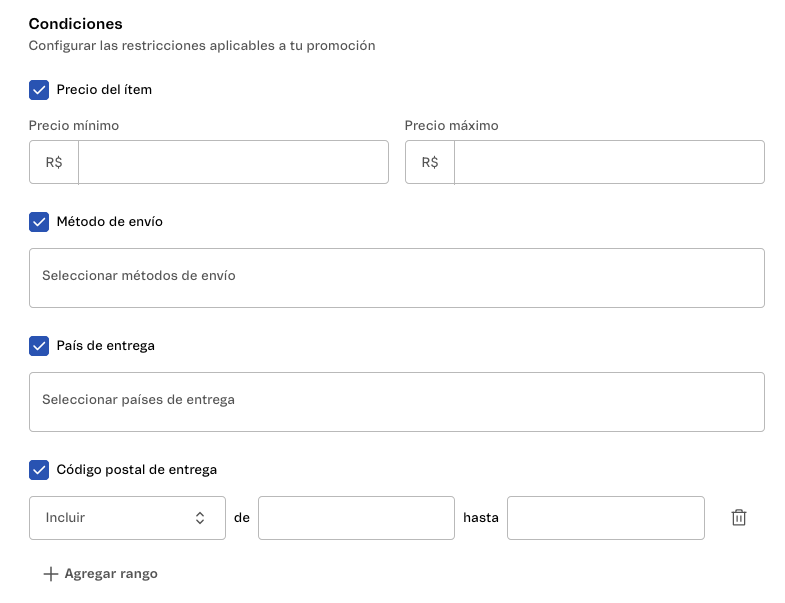 Condiciones
Configurar las restricciones aplicables a tu promoción
Precio del ítem
Precio mínimo Precio máximo
R$ R$
Método de envío
Seleccionar métodos de envío
País de entrega
Seleccionar países de entrega
Código postal de entrega
Incluir de hasta
Agregar rango